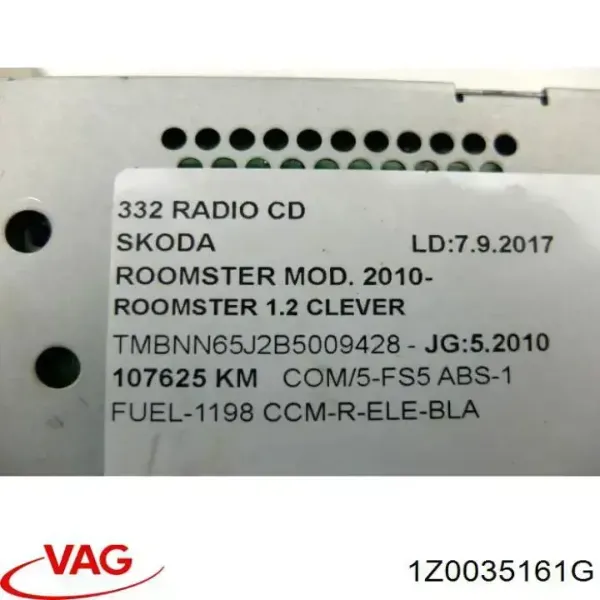 332 RADIO CD
SKODA LD:7.9.2017
ROOMSTER MOD. 2010-
ROOMSTER 1.2 CLEVER
TMBNN65J2B5009428 - JG:5.2010
107625 KM COM/5-FS5 ABS-1
FUEL-1198 CCM-R-ELE-BLA
VAG 1Z0035161G